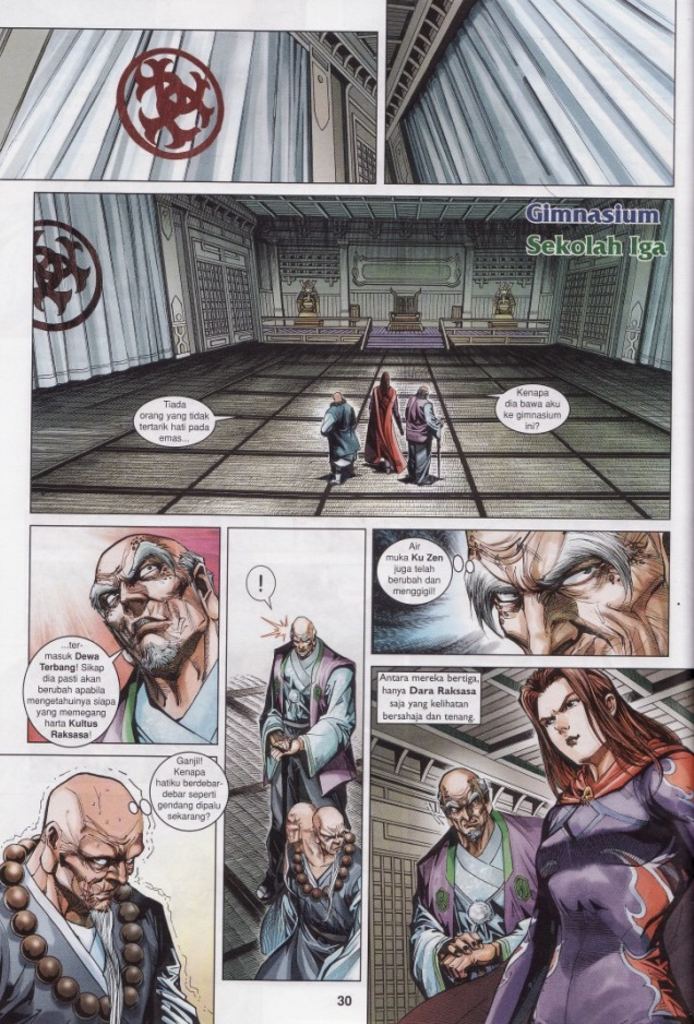 Gimnasium
Sekolah Iga
Tiada
orang yang tidak
tertarik hati pada
emas...
Kenapa
dia bawa aku
ke gimnasium
ini?
...ter-
masuk Dewa
Terbang! Sikap
dia pasti akan
berubah apabila
mengetahuinya siapa
yang memegang
harta Kultus
Raksasa!
!
Air
muka Ku Zen
juga telah
berubah dan
menggigil!
Ganjil!
Kenapa
hatiku berdebar-
debar seperti
gendang dipalu
sekarang?
Antara mereka bertiga,
hanya Dara Raksasa
saja yang kelihatan
bersahaja dan tenang.
30